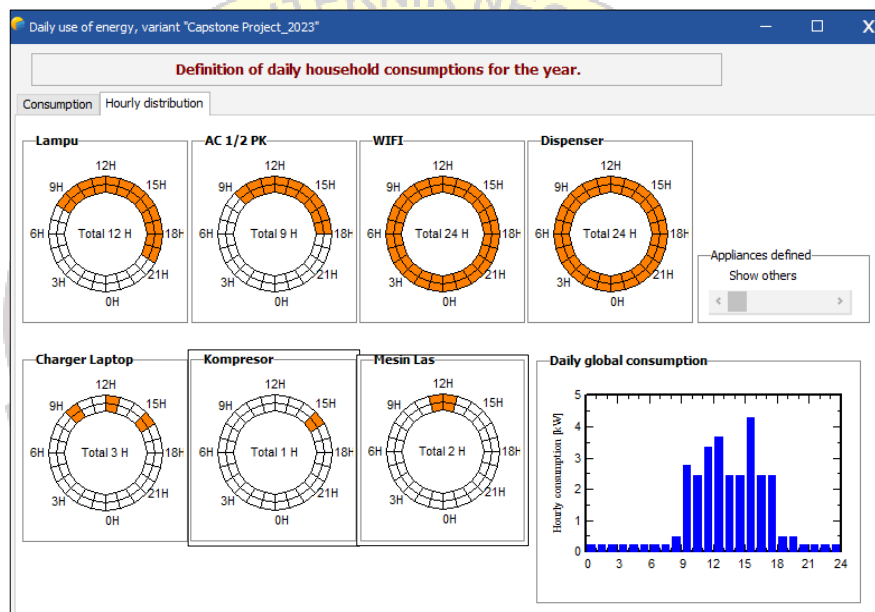 TEKNIK NEG
Daily use of energy, variant "Capstone Project_2023"
Definition of daily household consumptions for the year.
Consumption
Hourly distribution
Lampu
12H
9H
15H
6H
Total 12 H
18H
3H
21H
0H
AC 1/2 PK
12H
9H
15H
6H
Total 9 H
18H
3H
21H
0H
WIFI
12H
9H
15H
6H
Total 24 H
18H
3H
21H
0H
Dispenser
12H
9H
15H
6H
Total 24 H
18H
3H
21H
0H
Appliances defined
Show others
Charger Laptop
12H
9H
15H
6H
Total 3 H
18H
3H
21H
0H
Kompresor
12H
9H
15H
6H
Total 1 H
18H
3H
21H
0H
Mesin Las
12H
9H
15H
6H
Total 2 H
18H
3H
21H
0H
Daily global consumption
Hourly consumption [kW]
5
4
3
2
1
0
0 3 6 9 12 15 18 21 24